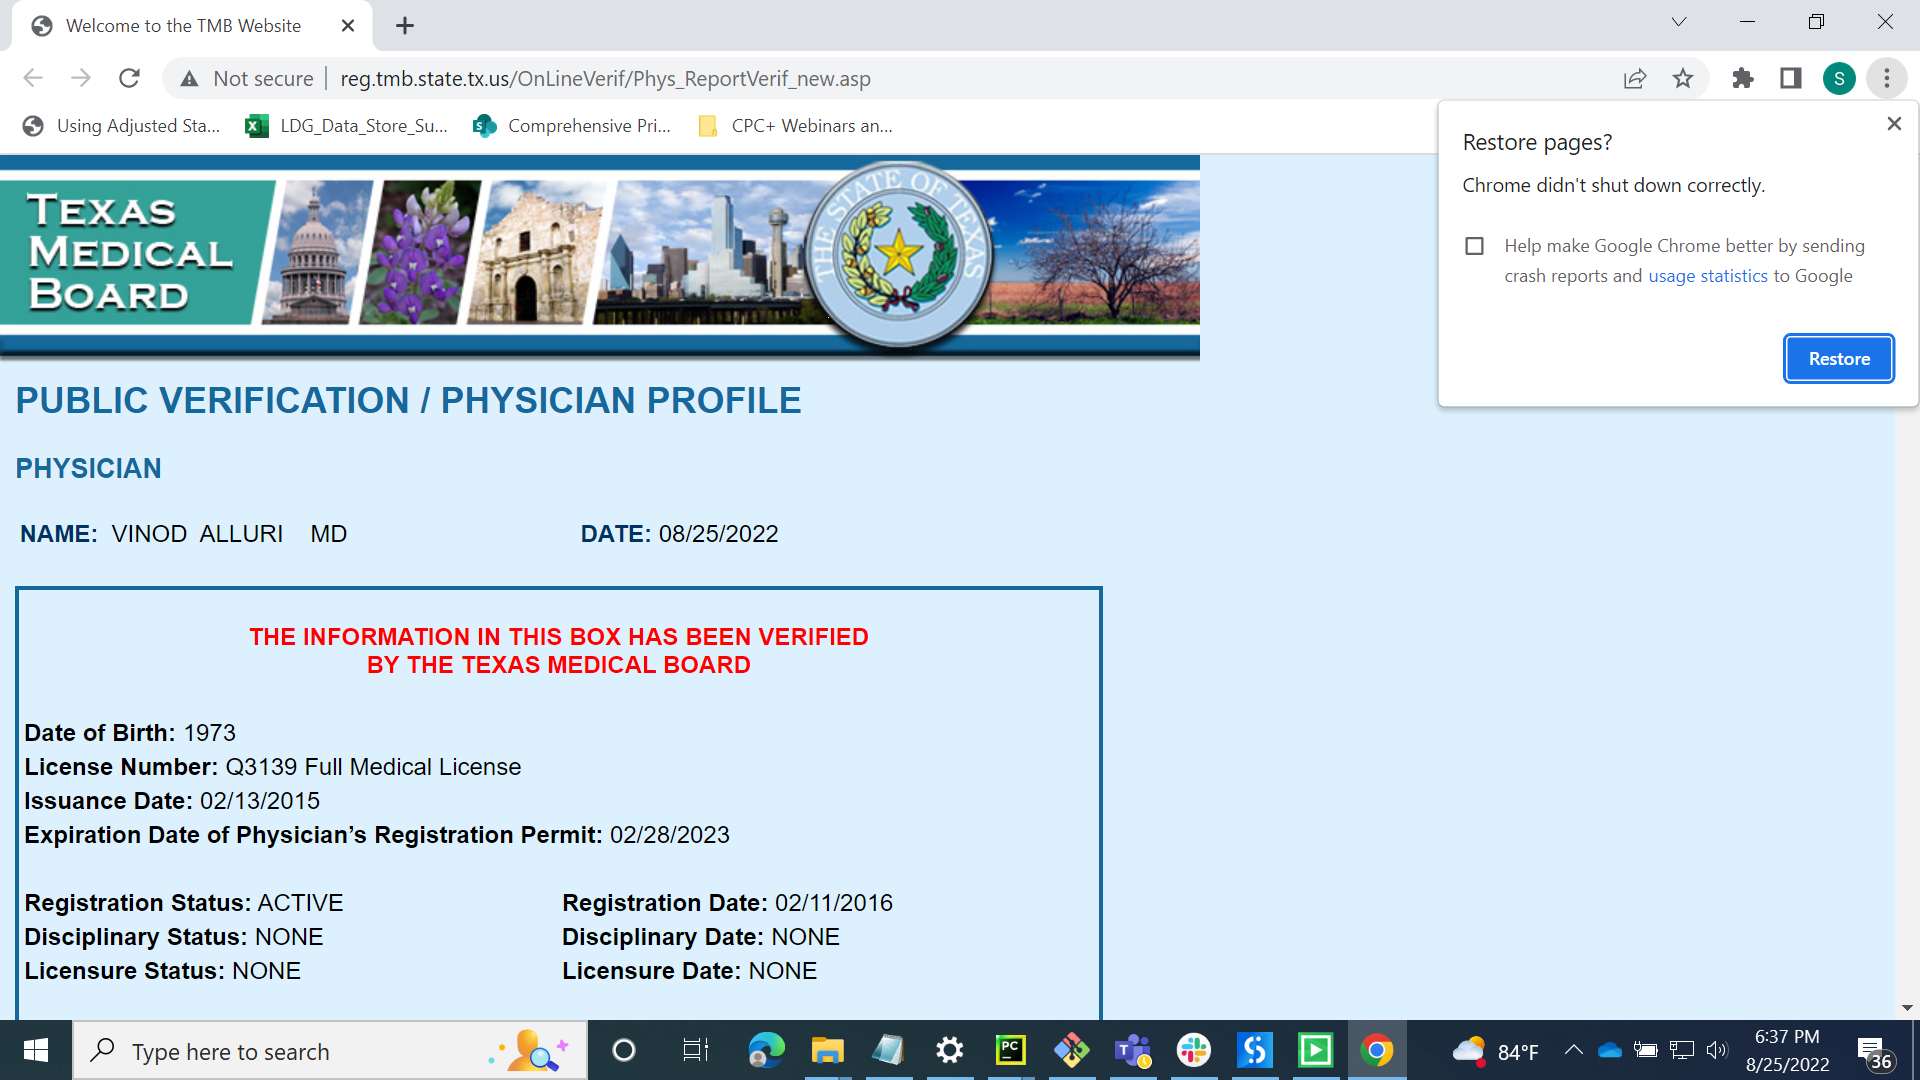 Welcome to the TMB Website
Not secure
reg.tmb.state.tx.us/OnLineVerif/Phys_ReportVerif_new.asp
S
Using Adjusted Sta...
LDG_Data_Store_Su...
Comprehensive Pri...
CPC+ Webinars an...
Restore pages?
Chrome didn't shut down correctly.
Help make Google Chrome better by sending
crash reports and usage statistics to Google
Restore
TEXAS
MEDICAL
BOARD
THE STATE OF TEXAS
PUBLIC VERIFICATION / PHYSICIAN PROFILE
PHYSICIAN
NAME: VINOD ALLURI MD DATE: 08/25/2022
THE INFORMATION IN THIS BOX HAS BEEN VERIFIED
BY THE TEXAS MEDICAL BOARD
Date of Birth: 1973
License Number: Q3139 Full Medical License
Issuance Date: 02/13/2015
Expiration Date of Physician’s Registration Permit: 02/28/2023
Registration Status: ACTIVE Registration Date: 02/11/2016
Disciplinary Status: NONE Disciplinary Date: NONE
Licensure Status: NONE Licensure Date: NONE
Type here to search
PC
84°F
6:37 PM
8/25/2022
36